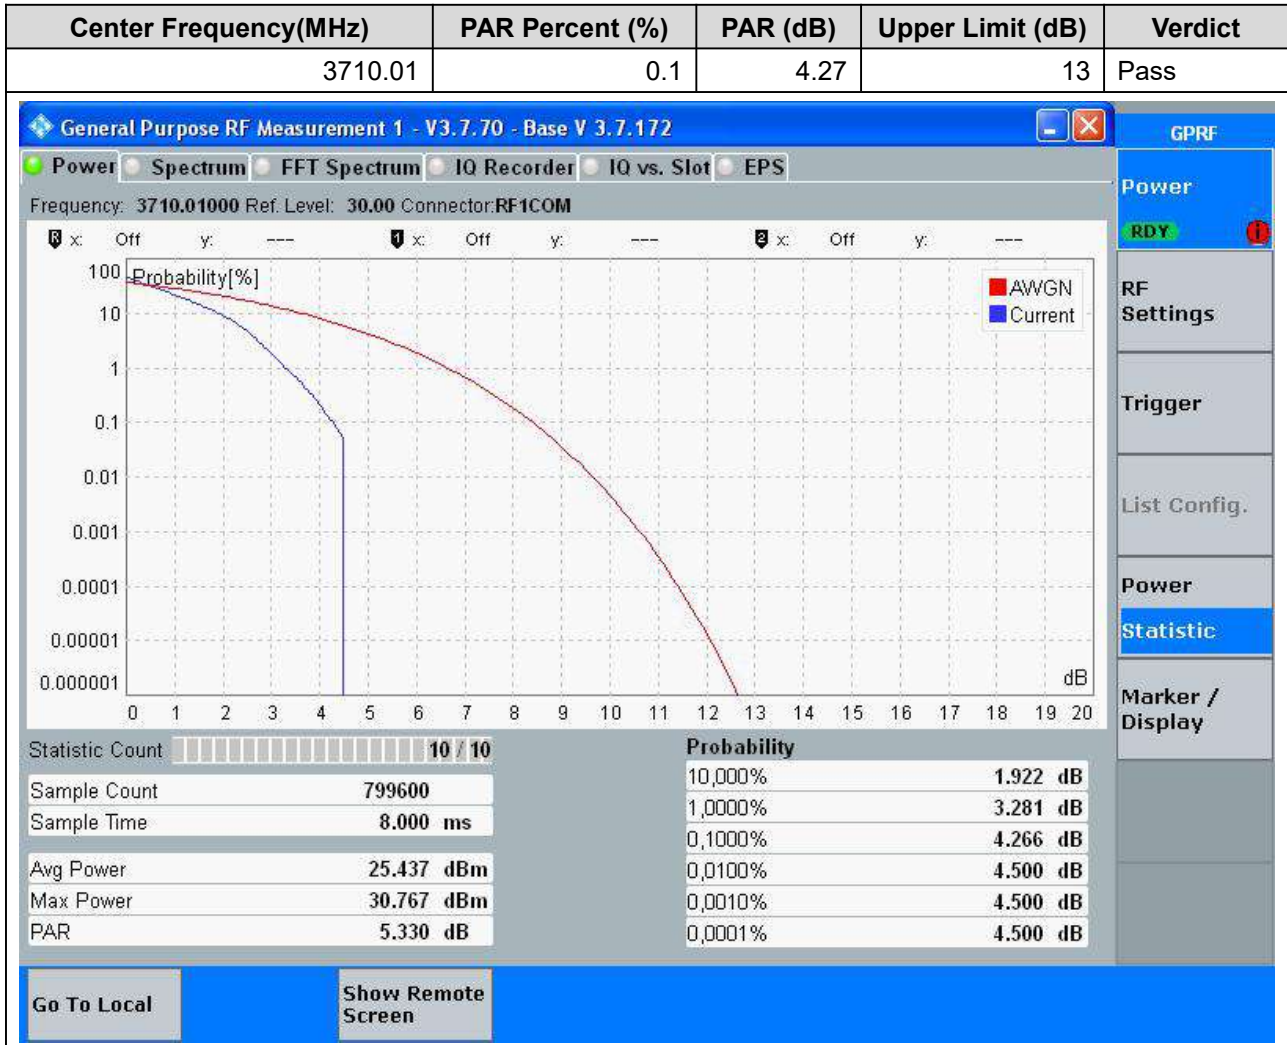 Center Frequency(MHz) PAR Percent (%) PAR (dB) Upper Limit (dB) Verdict
3710.01 0.1 4.27 13 Pass
General Purpose RF Measurement 1 - V3.7.70 - Base V 3.7.172
GPRF
Power Spectrum FFT Spectrum IQ Recorder IQ vs. Slot EPS
Frequency: 3710.01000 Ref. Level: 30.00 Connector:RF1COM
R x: Off y: --- 1 x: Off y: --- 2 x: Off y: ---
Probability[%]
AWGN
Current
100
10
1
0.1
0.01
0.001
0.0001
0.00001
0.000001
dB
0 1 2 3 4 5 6 7 8 9 10 11 12 13 14 15 16 17 18 19 20
Statistic Count 10 / 10
Sample Count 799600
Sample Time 8.000 ms
Avg Power 25.437 dBm
Max Power 30.767 dBm
PAR 5.330 dB
Probability
10,000% 1.922 dB
1,0000% 3.281 dB
0,1000% 4.266 dB
0,0100% 4.500 dB
0,0010% 4.500 dB
0,0001% 4.500 dB
Power
RDY i
RF
Settings
Trigger
List Config.
Power
Statistic
Marker /
Display
Go To Local
Show Remote
Screen